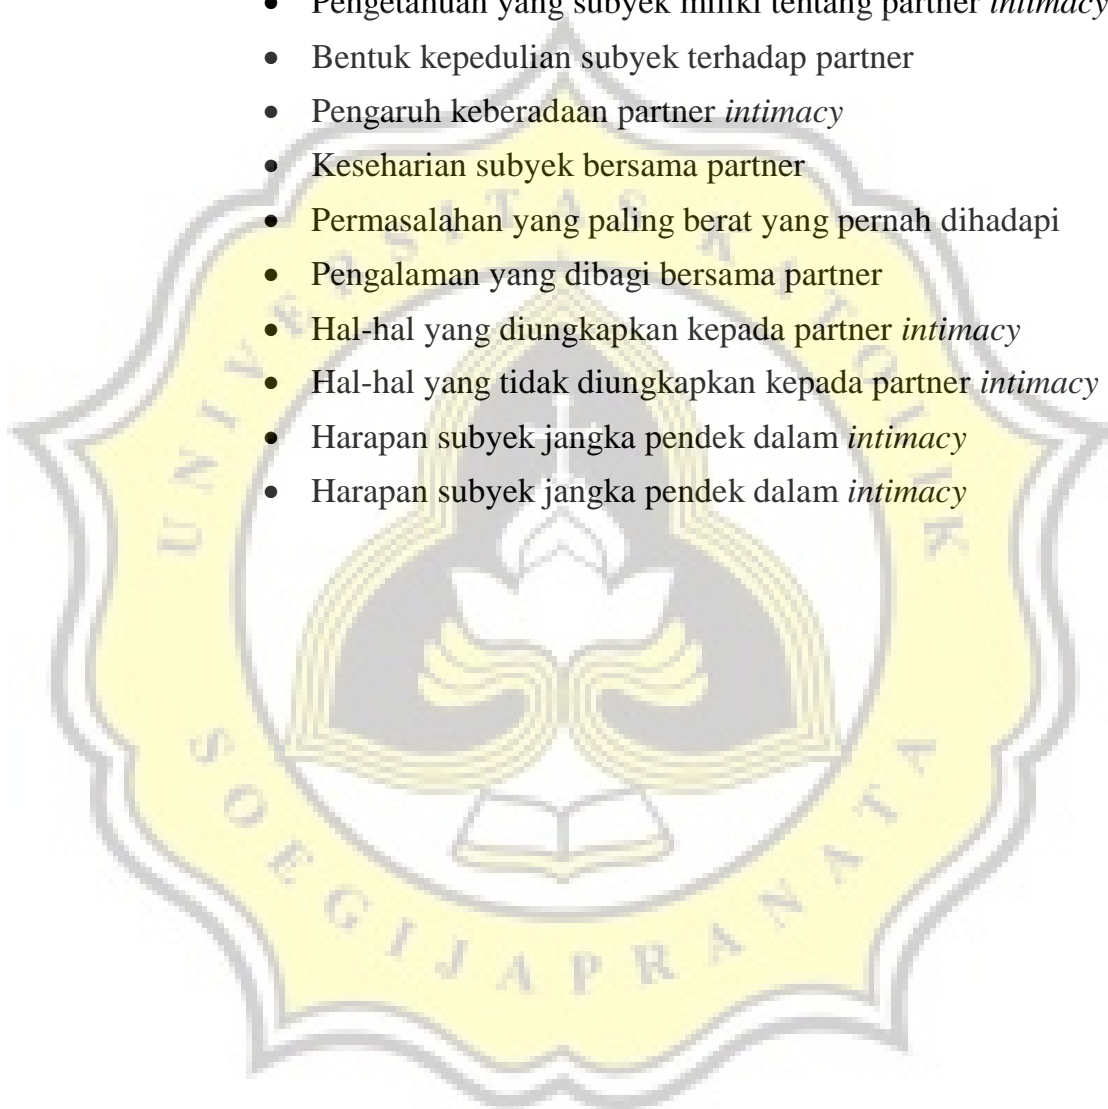 • Pengetahuan yang subyek miliki tentang partner intimacy
• Bentuk kepedulian subyek terhadap partner
• Pengaruh keberadaan partner intimacy
• Keseharian subyek bersama partner
• Permasalahan yang paling berat yang pernah dihadapi
• Pengalaman yang dibagi bersama partner
• Hal-hal yang diungkapkan kepada partner intimacy
• Hal-hal yang tidak diungkapkan kepada partner intimacy
• Harapan subyek jangka pendek dalam intimacy
• Harapan subyek jangka pendek dalam intimacy
UNIVERSITAS KATOLIK
SOEGIJAPRANATA